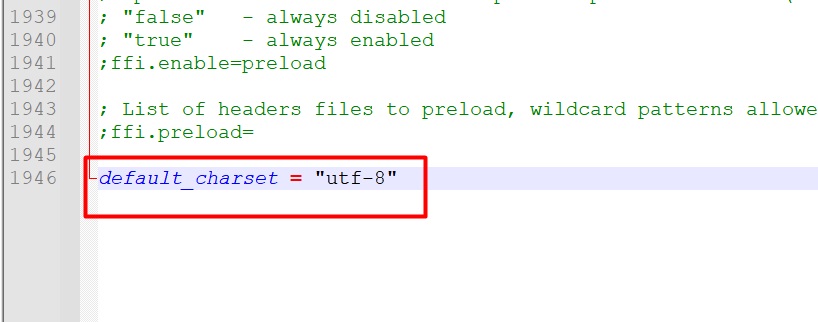 1939 ; "false" - always disabled
1940 ; "true" - always enabled
1941 ;ffi.enable=preload
1942
1943 ; List of headers files to preload, wildcard patterns allowe
1944 ;ffi.preload=
1945
1946 default_charset = "utf-8"